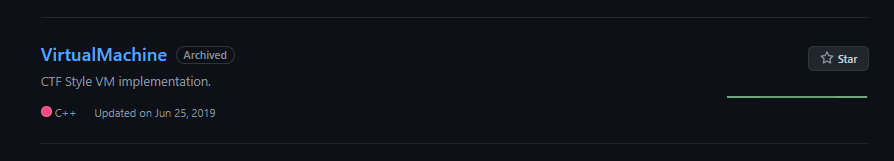 VirtualMachine Archived
Star
CTF Style VM implementation.
C++ Updated on Jun 25, 2019